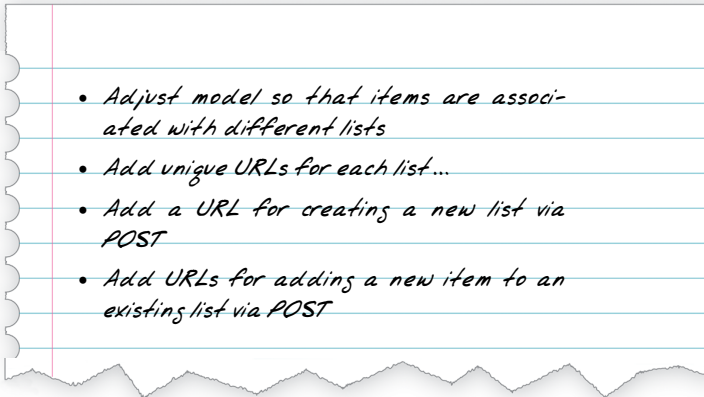 • Adjust model so that items are associ-
ated with different lists
• Add unique URLs for each list...
• Add a URL for creating a new list via
POST
• Add URLs for adding a new item to an
existing list via POST